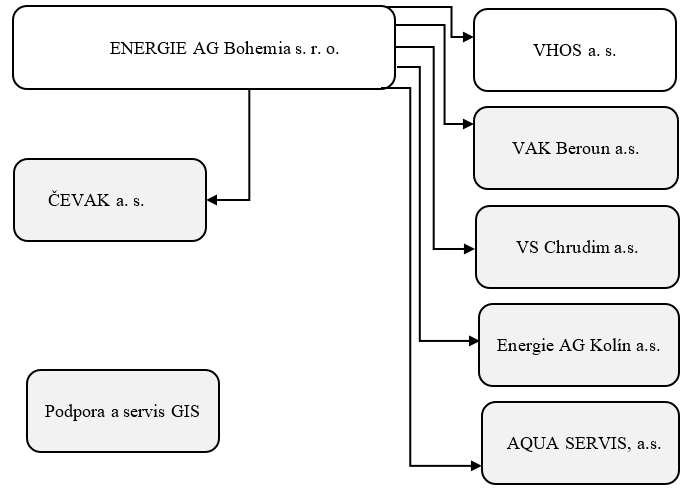 ENERGIE AG Bohemia s. r. o.
VHOS a. s.
VAK Beroun a.s.
ČEVAK a. s.
VS Chrudim a.s.
Energie AG Kolín a.s.
Podpora a servis GIS
AQUA SERVIS, a.s.